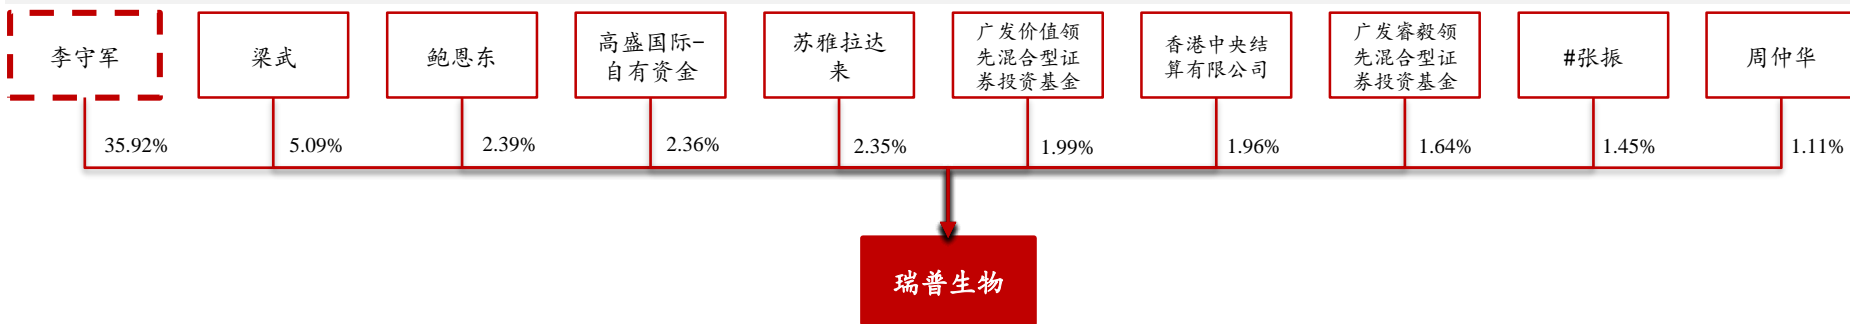 李守军
梁武
鲍恩东
高盛国际-
自有资金
苏雅拉达
来
广发价值领
先混合型证
券投资基金
香港中央结
算有限公司
广发睿毅领
先混合型证
券投资基金
#张振
周仲华
35.92%
5.09%
2.39%
2.36%
2.35%
1.99%
1.96%
1.64%
1.45%
1.11%
瑞普生物